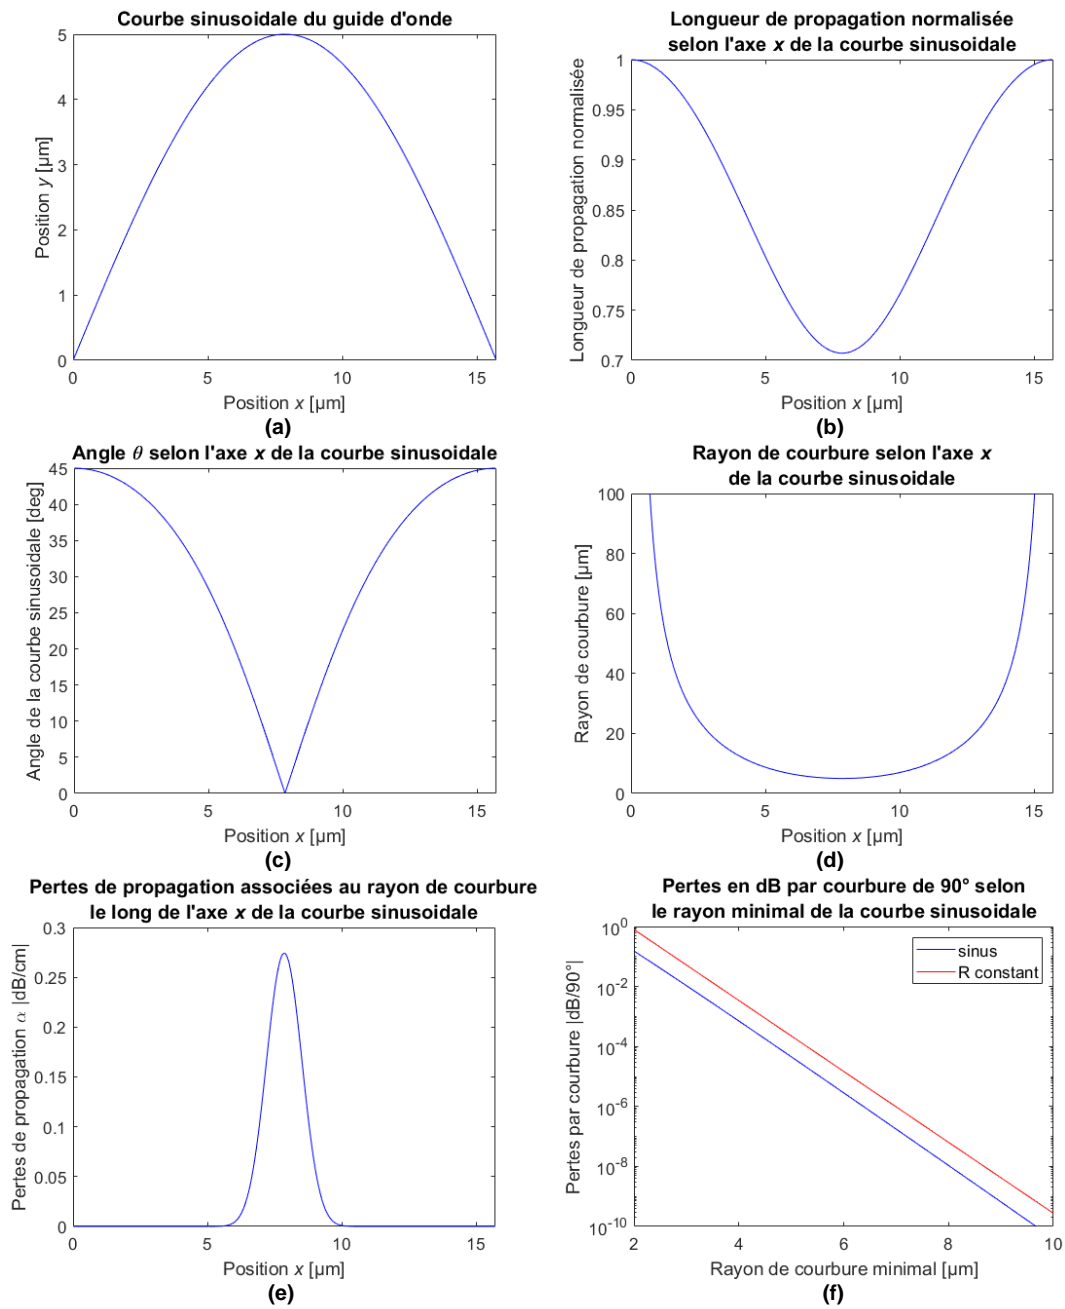 Courbe sinusoidale du guide d'onde
5
4
3
2
1
0
Position y [µm]
0 5 10 15
Position x [µm]
(a)
Longueur de propagation normalisée
selon l'axe x de la courbe sinusoidale
1
0.95
0.9
0.85
0.8
0.75
0.7
Longueur de propagation normalisée
0 5 10 15
Position x [µm]
(b)
Angle θ selon l'axe x de la courbe sinusoidale
45
40
35
30
25
20
15
10
5
0
Angle de la courbe sinusoidale [deg]
0 5 10 15
Position x [µm]
(c)
Rayon de courbure selon l'axe x
de la courbe sinusoidale
100
80
60
40
20
0
Rayon de courbure [µm]
0 5 10 15
Position x [µm]
(d)
Pertes de propagation associées au rayon de courbure
le long de l'axe x de la courbe sinusoidale
0.3
0.25
0.2
0.15
0.1
0.05
0
Pertes de propagation α |dB/cm|
0 5 10 15
Position x [µm]
(e)
Pertes en dB par courbure de 90° selon
le rayon minimal de la courbe sinusoidale
sinus
R constant
10^0
10^-2
10^-4
10^-6
10^-8
10^-10
Pertes par courbure |dB/90°|
2 4 6 8 10
Rayon de courbure minimal [µm]
(f)